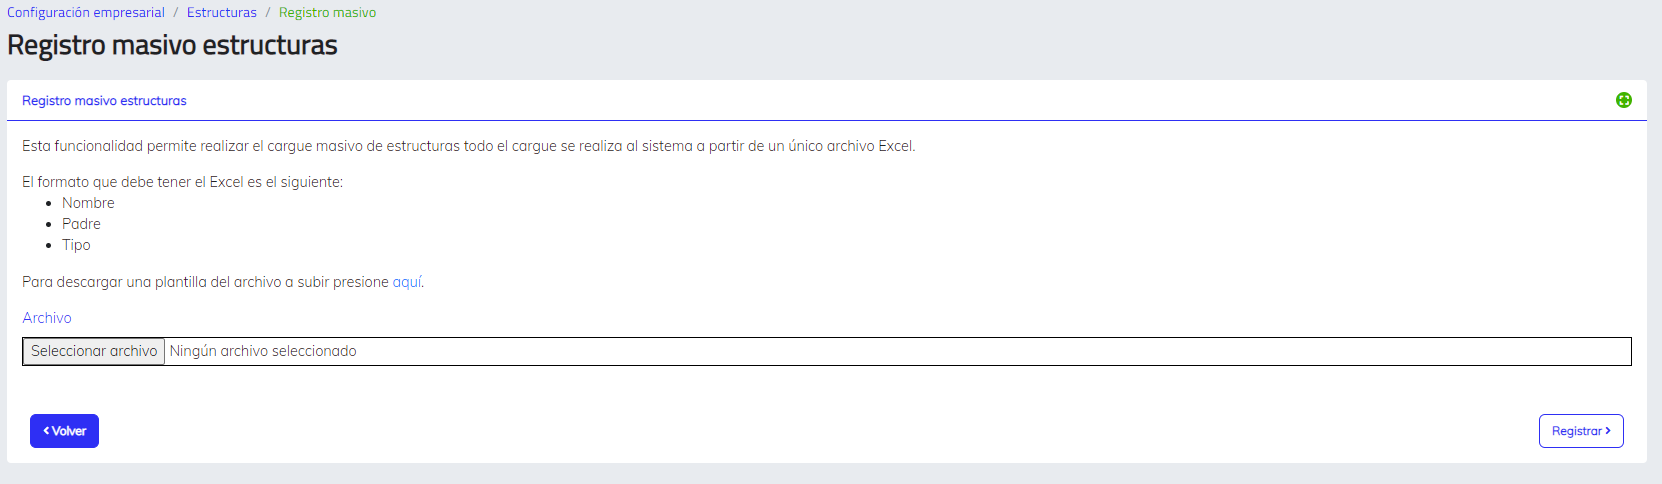 Configuración empresarial / Estructuras / Registro masivo
Registro masivo estructuras
Registro masivo estructuras
Esta funcionalidad permite realizar el cargue masivo de estructuras todo el cargue se realiza al sistema a partir de un único archivo Excel.
El formato que debe tener el Excel es el siguiente:
• Nombre
• Padre
• Tipo
Para descargar una plantilla del archivo a subir presione aquí.
Archivo
Seleccionar archivo Ningún archivo seleccionado
Volver
Registrar